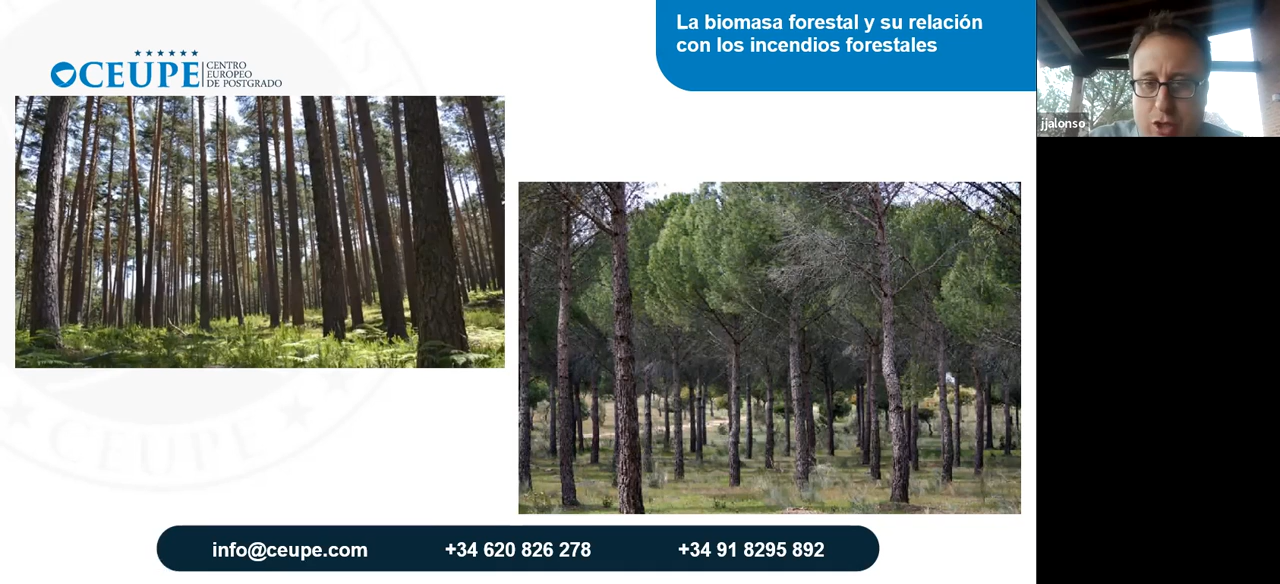 La biomasa forestal y su relación
con los incendios forestales
CEUPE
CENTRO
EUROPEO
DE POSTGRADO
jjalonso
CEUPE
info@ceupe.com +34 620 826 278 +34 91 8295 892